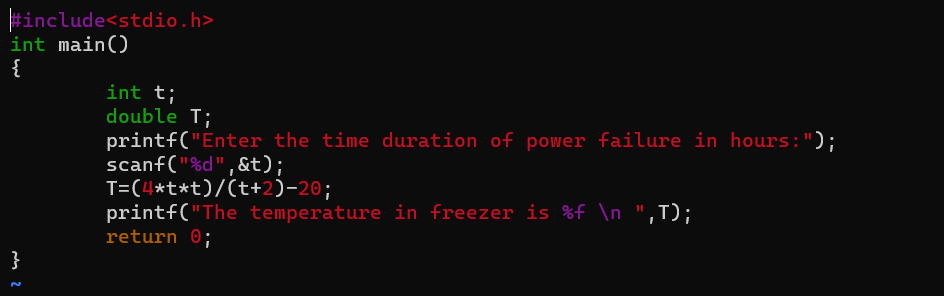 #include<stdio.h>
int main()
{
        int t;
        double T;
        printf("Enter the time duration of power failure in hours:");
        scanf("%d",&t);
        T=(4*t*t)/(t+2)-20;
        printf("The temperature in freezer is %f \n ",T);
        return 0;
}
~